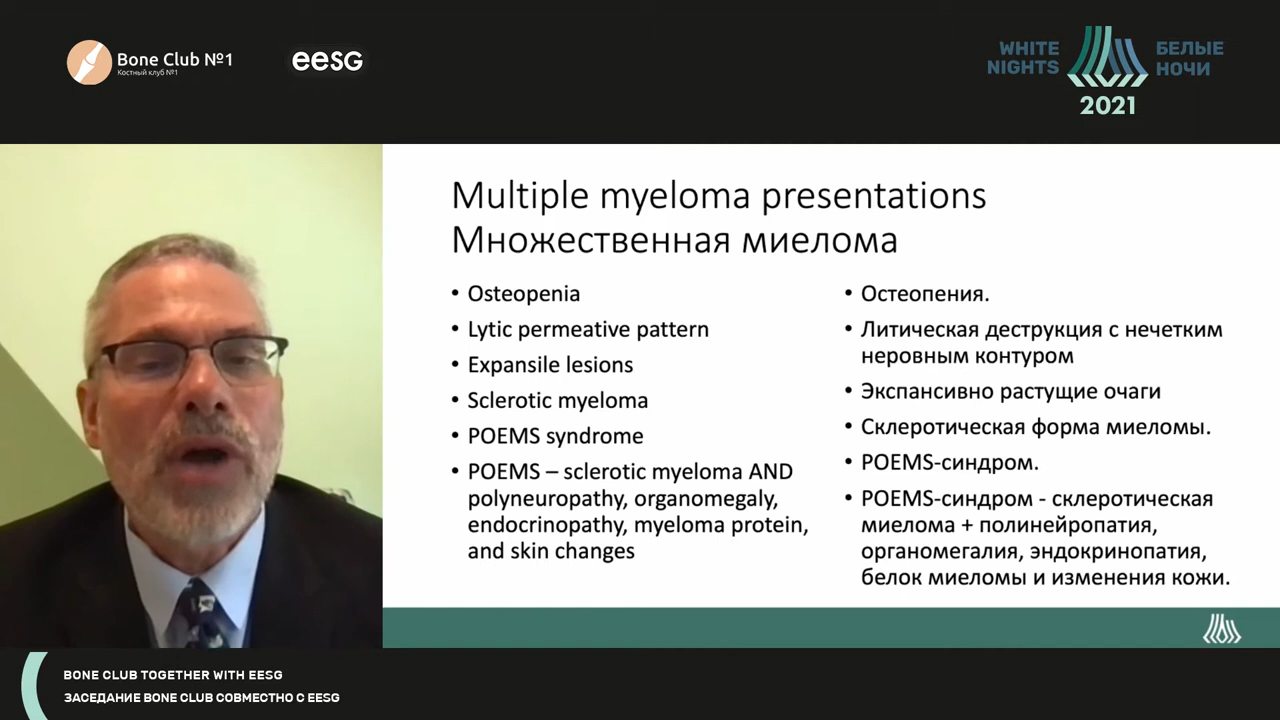 Bone Club №1
Костный клуб №1
eesg
WHITE
NIGHTS
БЕЛЫЕ
НОЧИ
2021
Multiple myeloma presentations
Множественная миелома
• Osteopenia
• Lytic permeative pattern
• Expansile lesions
• Sclerotic myeloma
• POEMS syndrome
• POEMS – sclerotic myeloma AND
polyneuropathy, organomegaly,
endocrinopathy, myeloma protein,
and skin changes
• Остеопения.
• Литическая деструкция с нечетким
неровным контуром
• Экспансивно растущие очаги
• Склеротическая форма миеломы.
• POEMS-синдром.
• POEMS-синдром - склеротическая
миелома + полинейропатия,
органомегалия, эндокринопатия,
белок миеломы и изменения кожи.
BONE CLUB TOGETHER WITH EESG
ЗАСЕДАНИЕ BONE CLUB СОВМЕСТНО С EESG